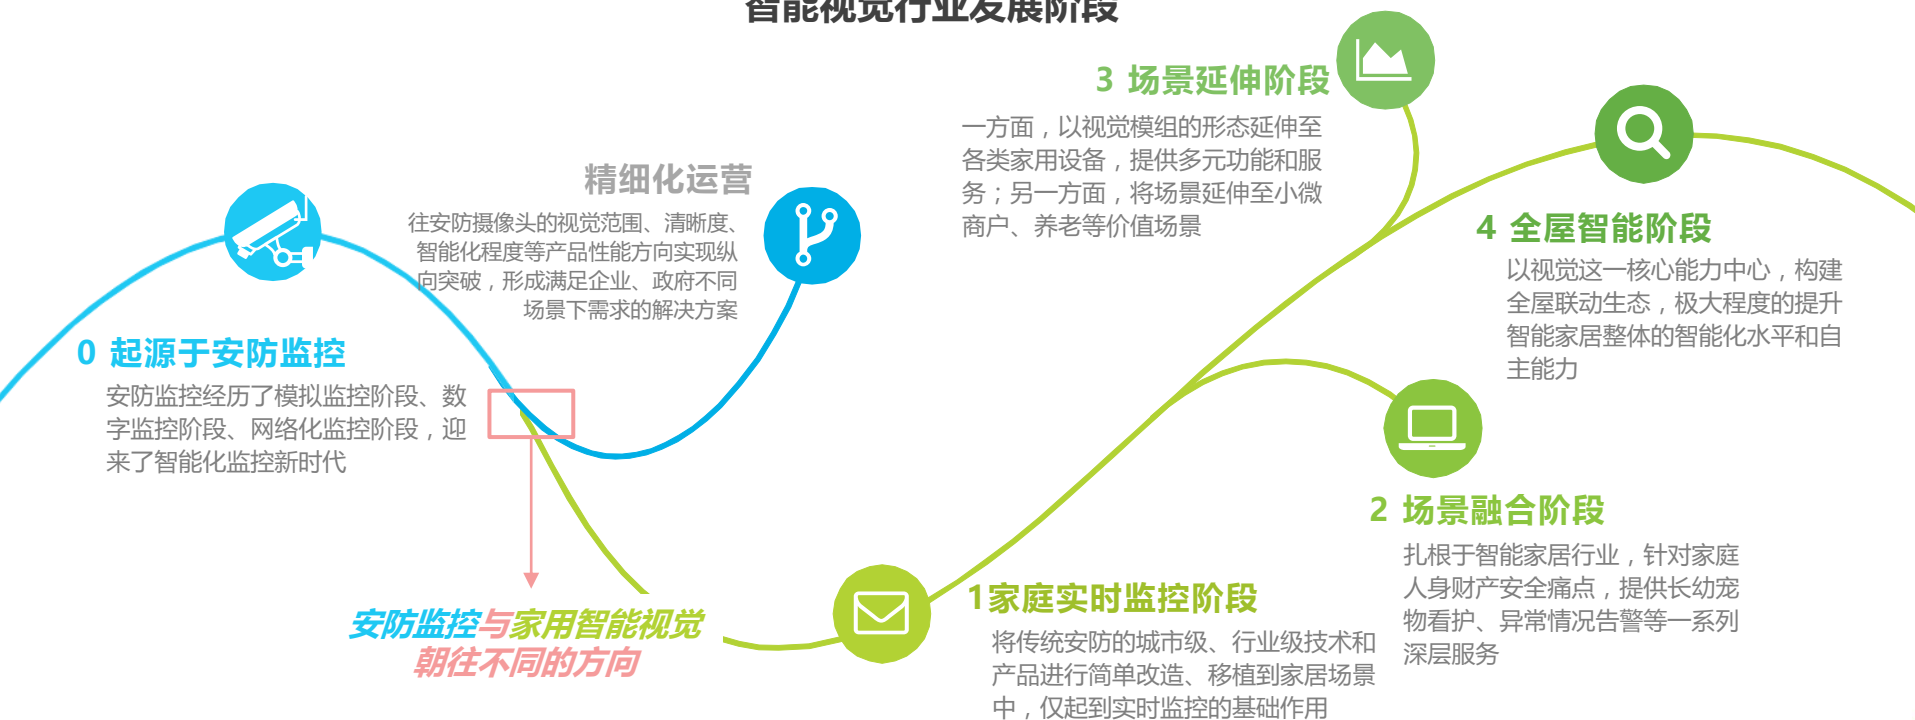 智能视觉行业发展阶段
0 起源于安防监控
安防监控经历了模拟监控阶段、数
字监控阶段、网络化监控阶段，迎
来了智能化监控新时代
精细化运营
往安防摄像头的视觉范围、清晰度、
智能化程度等产品性能方向实现纵
向突破，形成满足企业、政府不同
场景下需求的解决方案
安防监控与家用智能视觉
朝往不同的方向
1家庭实时监控阶段
将传统安防的城市级、行业级技术和
产品进行简单改造、移植到家居场景
中，仅起到实时监控的基础作用
2 场景融合阶段
扎根于智能家居行业，针对家庭
人身财产安全痛点，提供长幼宠
物看护、异常情况告警等一系列
深层服务
3 场景延伸阶段
一方面，以视觉模组的形态延伸至
各类家用设备，提供多元功能和服
务；另一方面，将场景延伸至小微
商户、养老等价值场景
4 全屋智能阶段
以视觉这一核心能力中心，构建
全屋联动生态，极大程度的提升
智能家居整体的智能化水平和自
主能力